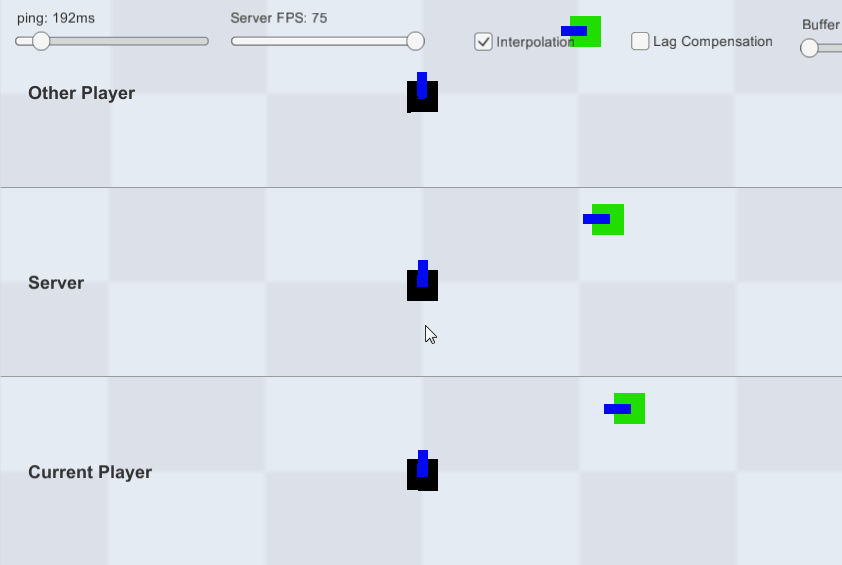 ping: 192ms
Server FPS: 75
Interpolation
Lag Compensation
Buffer
Other Player
Server
Current Player